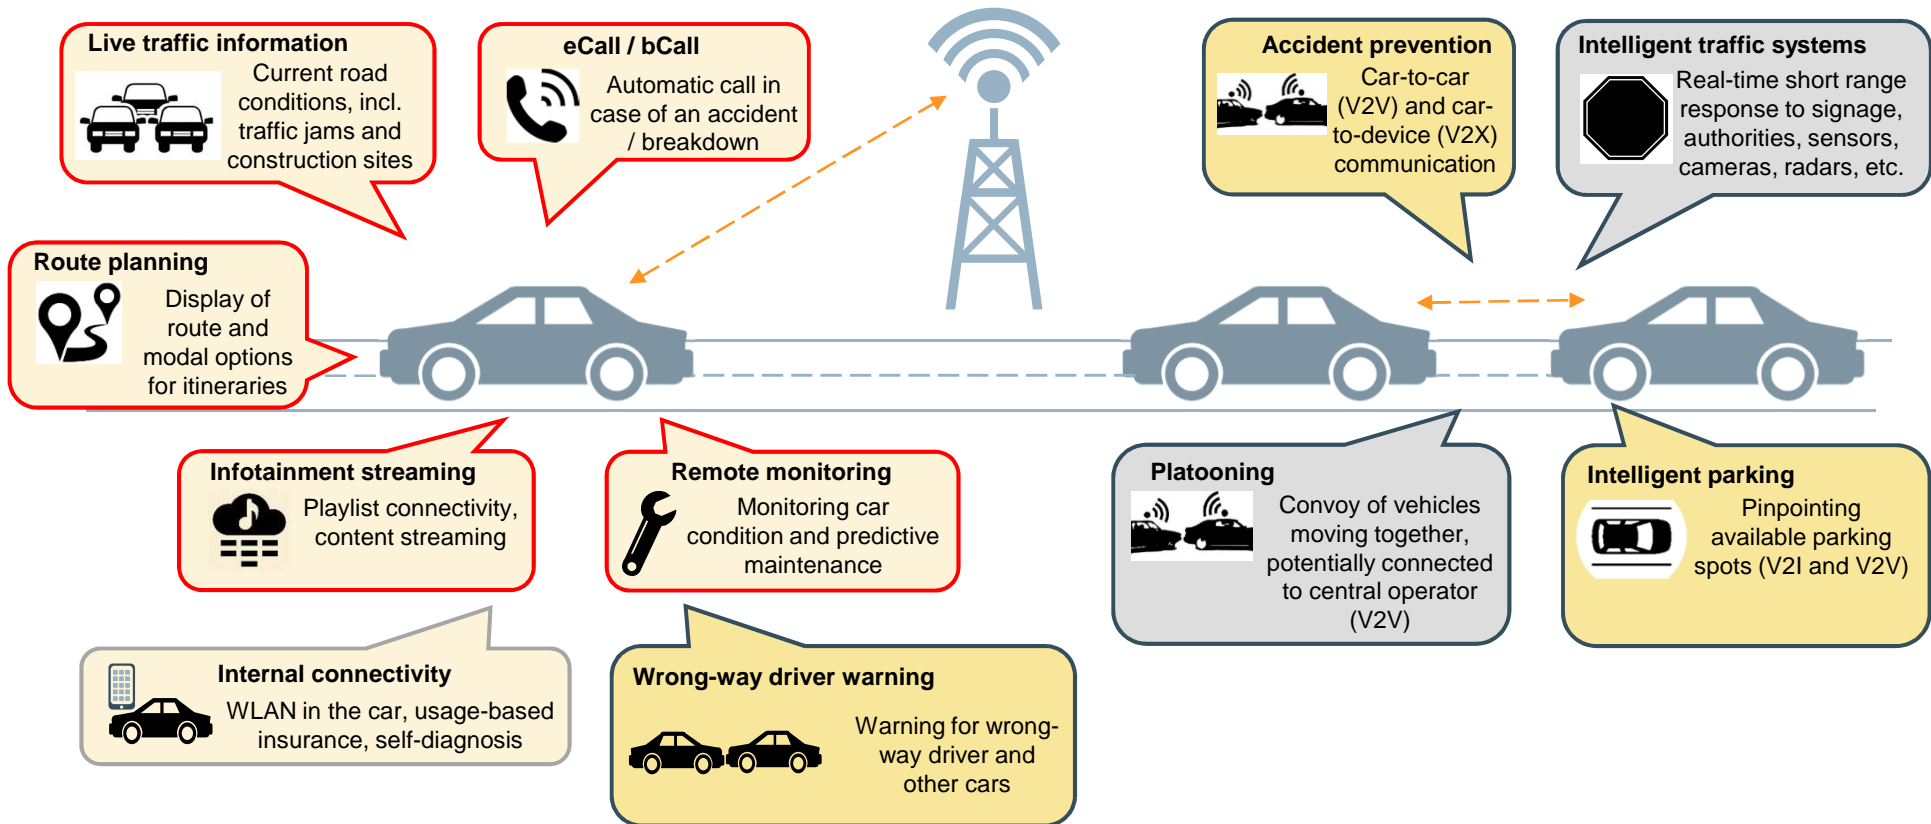 Live traffic information
Current road
conditions, incl.
traffic jams and
construction sites
eCall / bCall
Automatic call in
case of an accident
/ breakdown
Accident prevention
Car-to-car
(V2V) and car-
to-device (V2X)
communication
Intelligent traffic systems
Real-time short range
response to signage,
authorities, sensors,
cameras, radars, etc.
Route planning
Display of
route and
modal options
for itineraries
Infotainment streaming
Playlist connectivity,
content streaming
Remote monitoring
Monitoring car
condition and predictive
maintenance
Platooning
Convoy of vehicles
moving together,
potentially connected
to central operator
(V2V)
Intelligent parking
Pinpointing
available parking
spots (V2I and V2V)
Internal connectivity
WLAN in the car, usage-based
insurance, self-diagnosis
Wrong-way driver warning
Warning for wrong-
way driver and
other cars